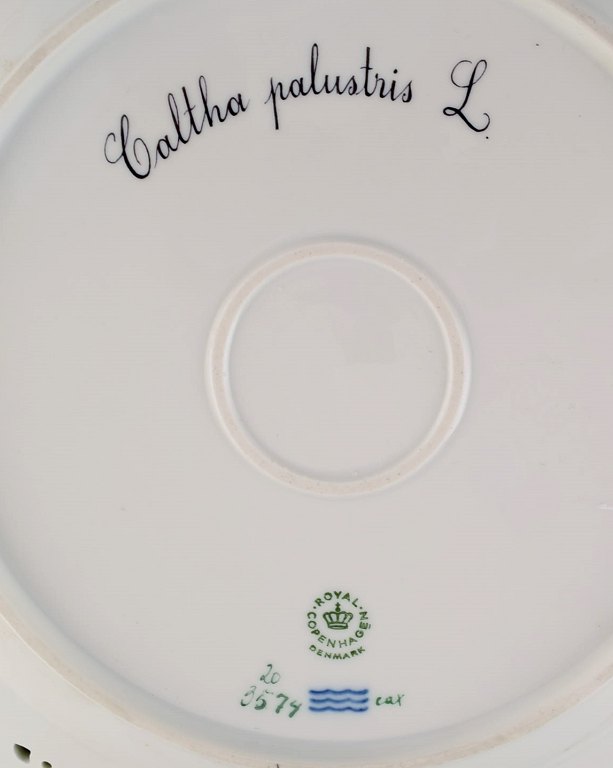 Caltha palustris L.
ROYAL
COPENHAGEN
DENMARK
20
3574 cax